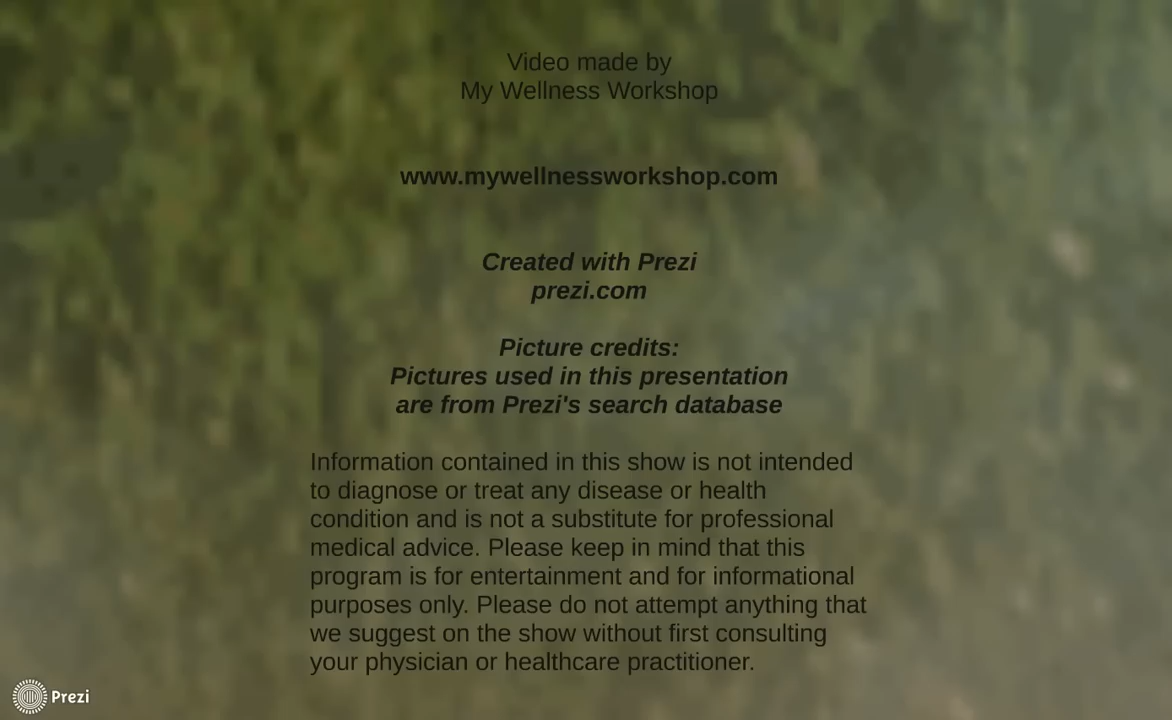 Video made by
My Wellness Workshop
www.mywellnessworkshop.com
Created with Prezi
prezi.com
Picture credits:
Pictures used in this presentation
are from Prezi's search database
Information contained in this show is not intended
to diagnose or treat any disease or health
condition and is not a substitute for professional
medical advice. Please keep in mind that this
program is for entertainment and for informational
purposes only. Please do not attempt anything that
we suggest on the show without first consulting
your physician or healthcare practitioner.
Prezi